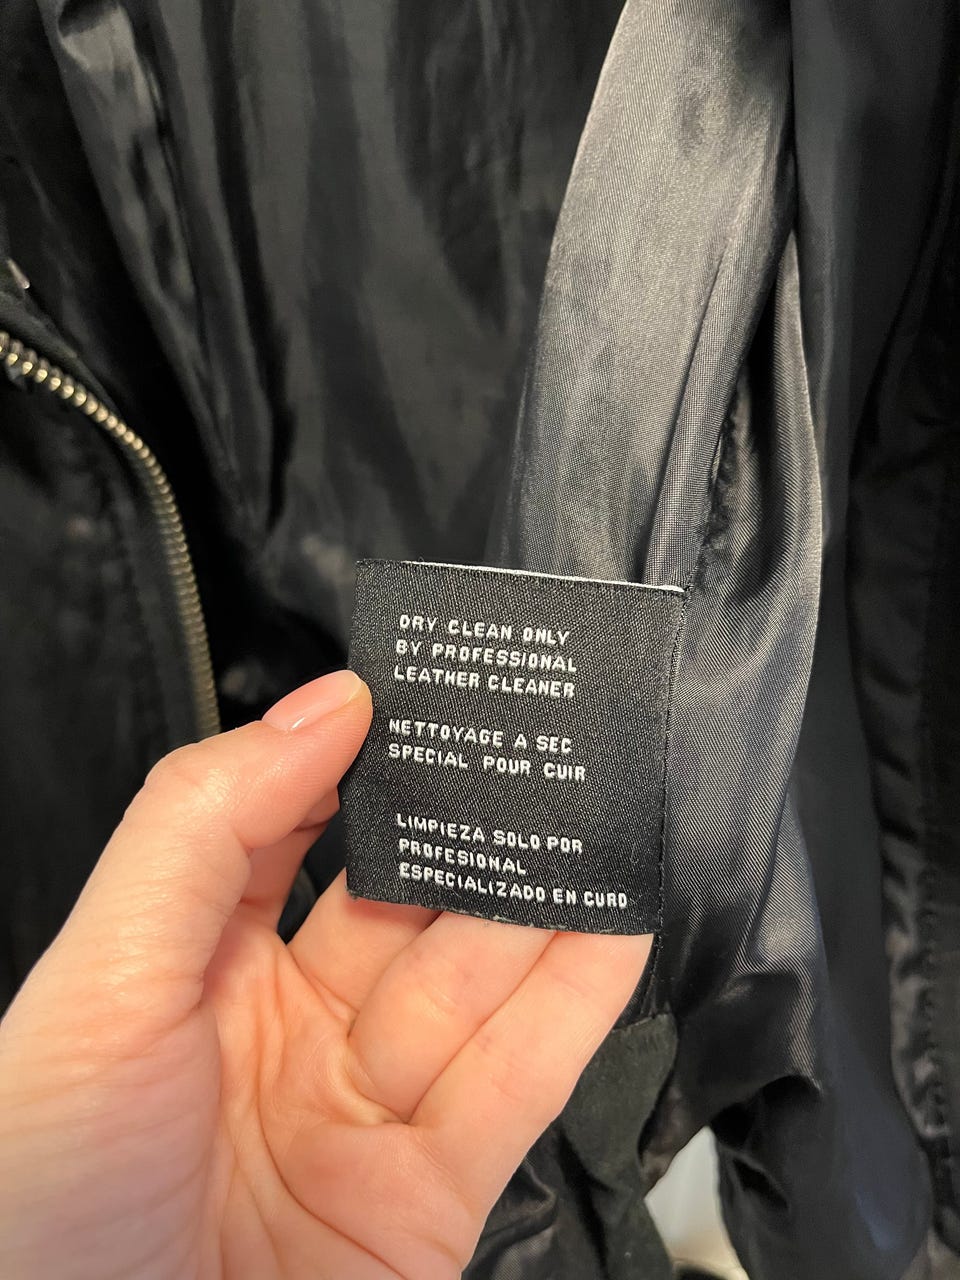 DRY CLEAN ONLY
BY PROFESSIONAL
LEATHER CLEANER
NETTOYAGE A SEC
SPECIAL POUR CUIR
LIMPIEZA SOLO POR
PROFESIONAL
ESPECIALIZADO EN CURO